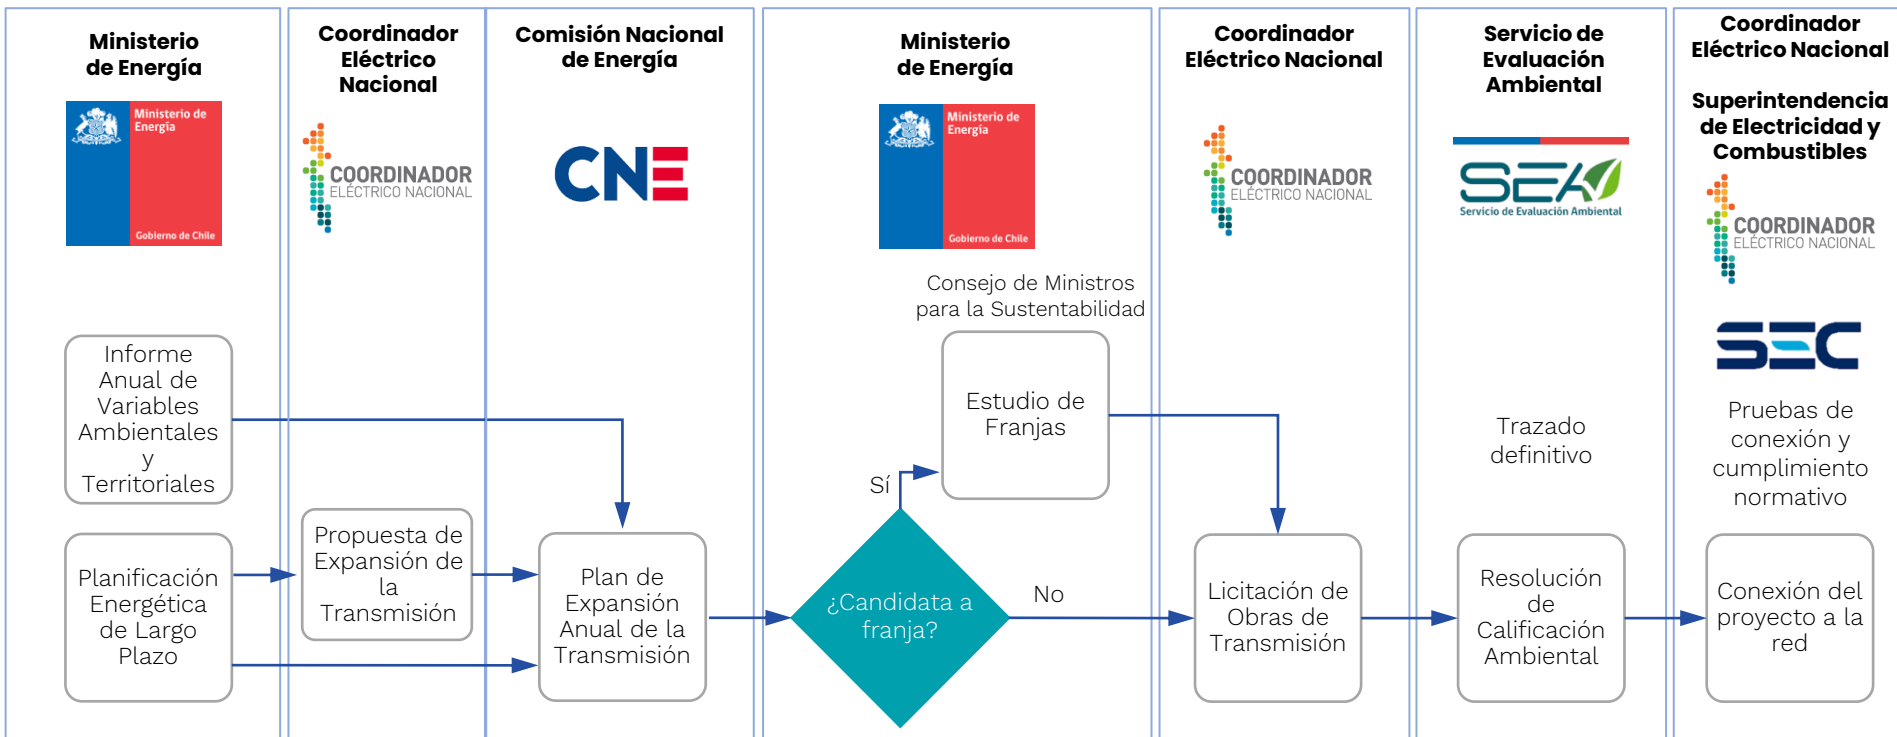 Ministerio
de Energía
Ministerio de
Energía
Gobierno de Chile
Informe
Anual de
Variables
Ambientales
y
Territoriales
Planificación
Energética
de Largo
Plazo
Coordinador
Eléctrico
Nacional
COORDINADOR
ELÉCTRICO NACIONAL
Propuesta de
Expansión de
la
Transmisión
Comisión Nacional
de Energía
CNE
Plan de
Expansión
Anual de la
Transmisión
Ministerio
de Energía
Ministerio de
Energía
Gobierno de Chile
Consejo de Ministros
para la Sustentabilidad
Estudio de
Franjas
Sí
¿Candidata a
franja?
No
Coordinador
Eléctrico Nacional
COORDINADOR
ELÉCTRICO NACIONAL
Licitación de
Obras de
Transmisión
Servicio de
Evaluación
Ambiental
SEA
Servicio de Evaluación Ambiental
Trazado
definitivo
Resolución
de
Calificación
Ambiental
Coordinador
Eléctrico Nacional
Superintendencia
de Electricidad y
Combustibles
COORDINADOR
ELÉCTRICO NACIONAL
SEC
Pruebas de
conexión y
cumplimiento
normativo
Conexión del
proyecto a la
red